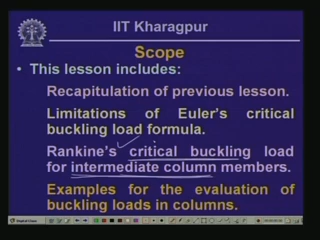 IIT Kharagpur
Scope
• This lesson includes:
Recapitulation of previous lesson.
Limitations of Euler's critical
buckling load formula.
Rankine's critical buckling load
for intermediate column members.
Examples for the evaluation of
buckling loads in columns.